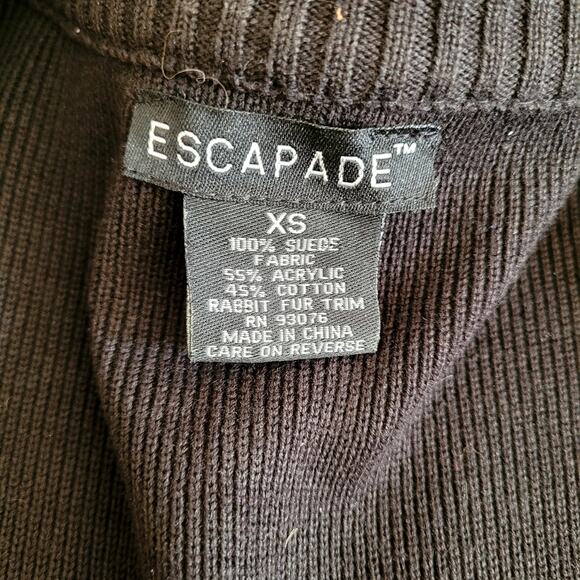 ESCAPADE™
XS
100% SUEDE
FABRIC
55% ACRYLIC
45% COTTON
RABBIT FUR TRIM
RN 93076
MADE IN CHINA
CARE ON REVERSE